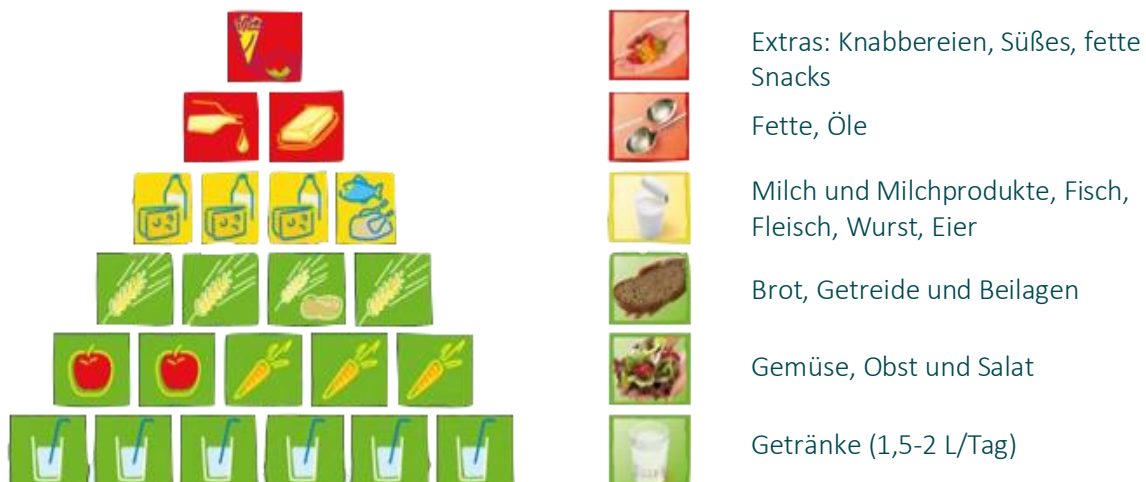 Extras: Knabbereien, Süßes, fette
Snacks
Fette, Öle
Milch und Milchprodukte, Fisch,
Fleisch, Wurst, Eier
Brot, Getreide und Beilagen
Gemüse, Obst und Salat
Getränke (1,5-2 L/Tag)